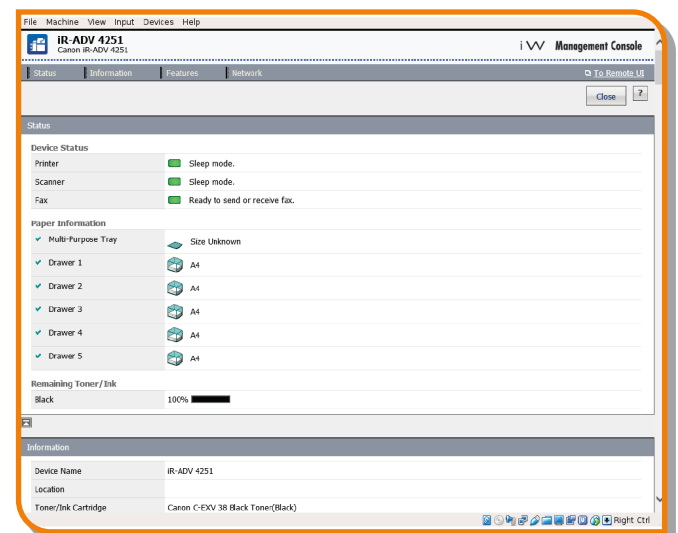 File Machine View Input Devices Help
iR-ADV 4251
Canon iR-ADV 4251
iW Management Console
Status Information Features Network To Remote UI
Close ?
Status
Device Status
Printer Sleep mode.
Scanner Sleep mode.
Fax Ready to send or receive fax.
Paper Information
Multi-Purpose Tray Size Unknown
Drawer 1 A4
Drawer 2 A4
Drawer 3 A4
Drawer 4 A4
Drawer 5 A4
Remaining Toner/Ink
Black 100%
Information
Device Name iR-ADV 4251
Location
Toner/Ink Cartridge Canon C-EXV 38 Black Toner(Black)
Right Ctrl